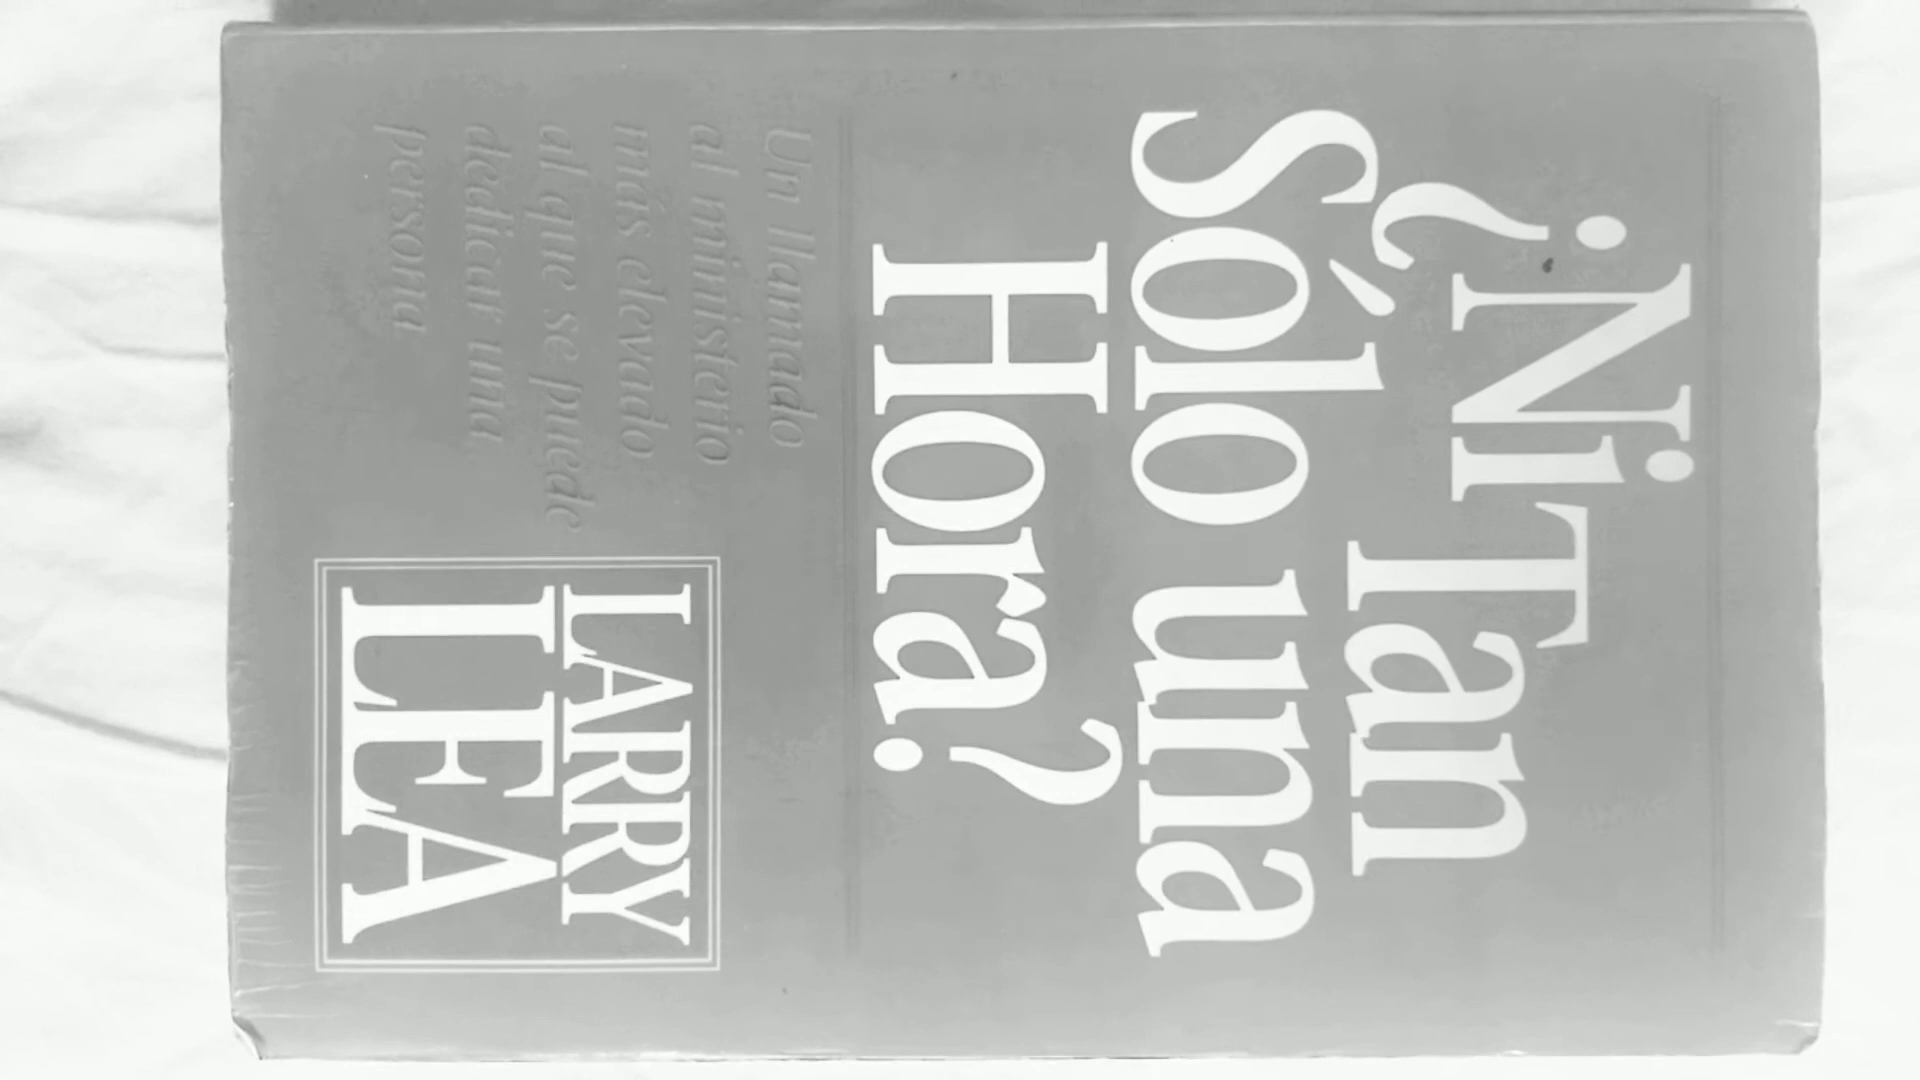 ¿Ni Tan
Sólo una
Hora?
Un llamado
al ministerio
más elevado
al que se puede
dedicar una
persona
LARRY
LEA